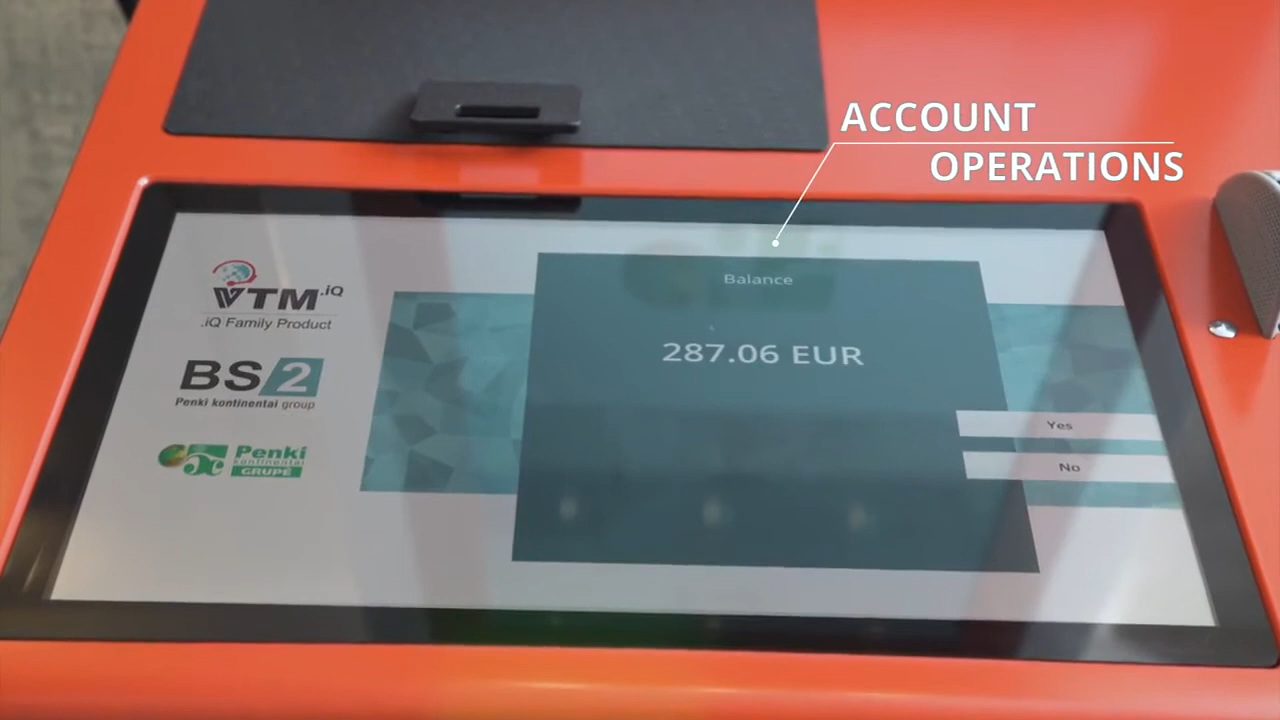 ACCOUNT
OPERATIONS
VTM.iQ
.iQ Family Product
BS2
Penki kontinentai group
Penki
kontinentai
GRUPĖ
Balance
287.06 EUR
Yes
No